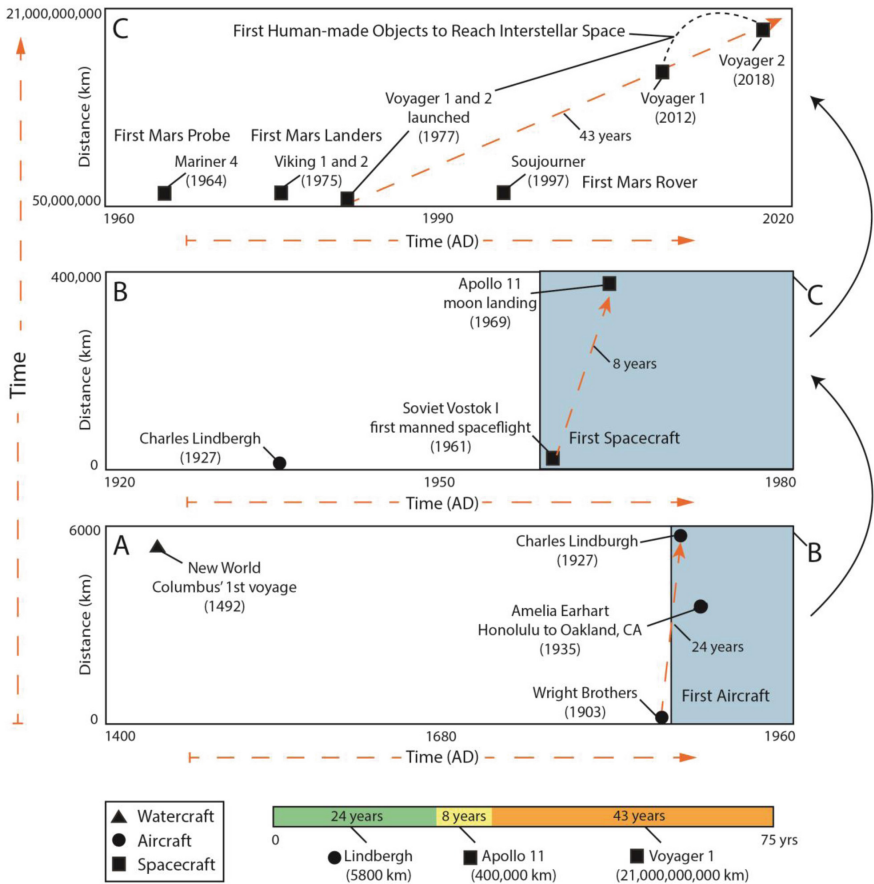 21,000,000,000
C
First Human-made Objects to Reach Interstellar Space
Voyager 2
(2018)
Voyager 1 and 2
launched
(1977)
Voyager 1
(2012)
43 years
First Mars Probe
First Mars Landers
Mariner 4
(1964)
Viking 1 and 2
(1975)
Soujourner
(1997)
First Mars Rover
Distance (km)
50,000,000
1960
1990
2020
Time (AD)
Time
400,000
B
C
Apollo 11
moon landing
(1969)
8 years
Soviet Vostok I
first manned spaceflight
(1961)
First Spacecraft
Charles Lindbergh
(1927)
Distance (km)
0
1920
1950
1980
Time (AD)
6000
A
B
New World
Columbus' 1st voyage
(1492)
Charles Lindburgh
(1927)
Amelia Earhart
Honolulu to Oakland, CA
(1935)
24 years
Wright Brothers
(1903)
First Aircraft
Distance (km)
0
1400
1680
1960
Time (AD)
Watercraft
Aircraft
Spacecraft
24 years
8 years
43 years
0
75 yrs
Lindbergh
(5800 km)
Apollo 11
(400,000 km)
Voyager 1
(21,000,000,000 km)